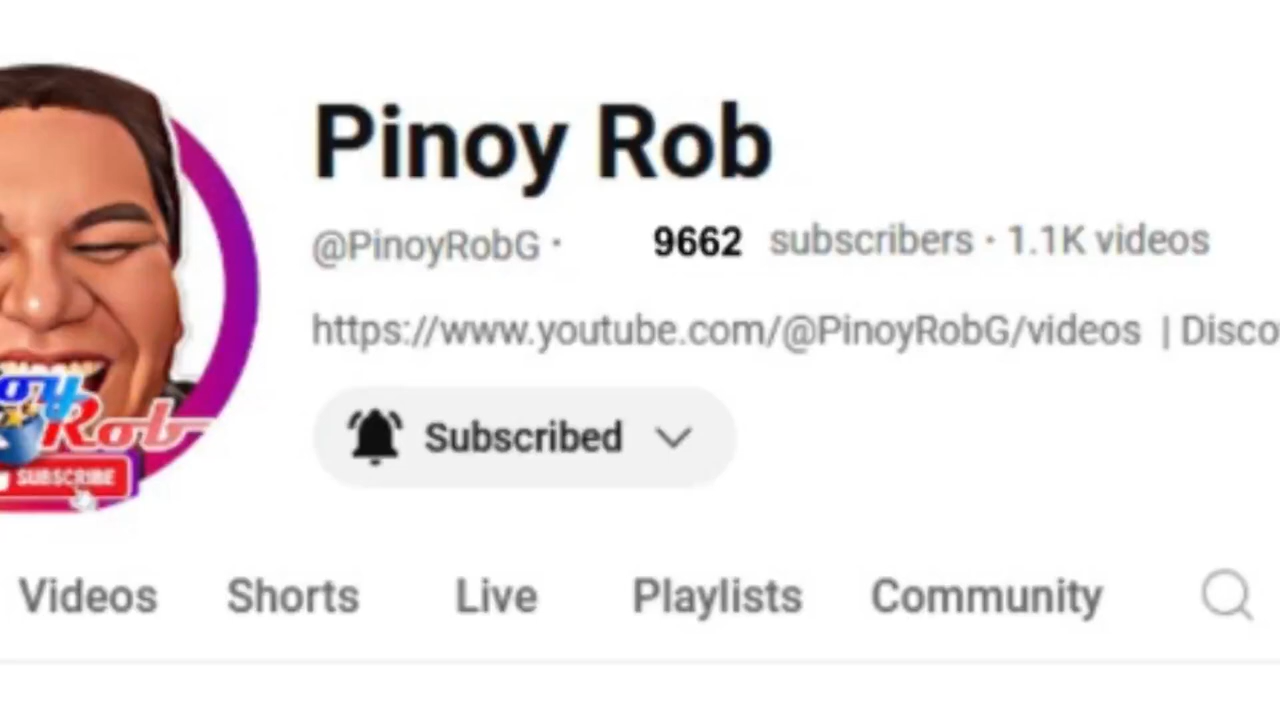 Pinoy Rob
@PinoyRobG · 9662 subscribers · 1.1K videos
https://www.youtube.com/@PinoyRobG/videos | Disco
Subscribed
oy
Rob
SUBSCRIBE
Videos Shorts Live Playlists Community